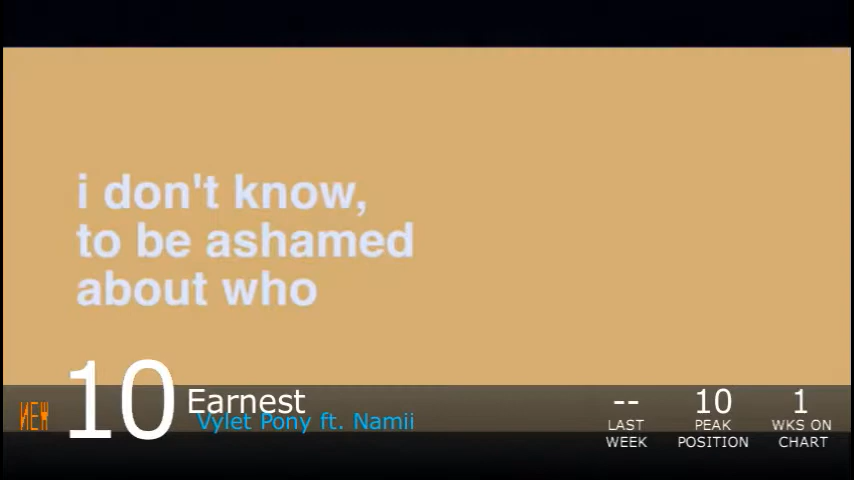 i don't know,
to be ashamed
about who
NEW
10
Earnest
Vylet Pony ft. Namii
--
LAST
WEEK
10
PEAK
POSITION
1
WKS ON
CHART